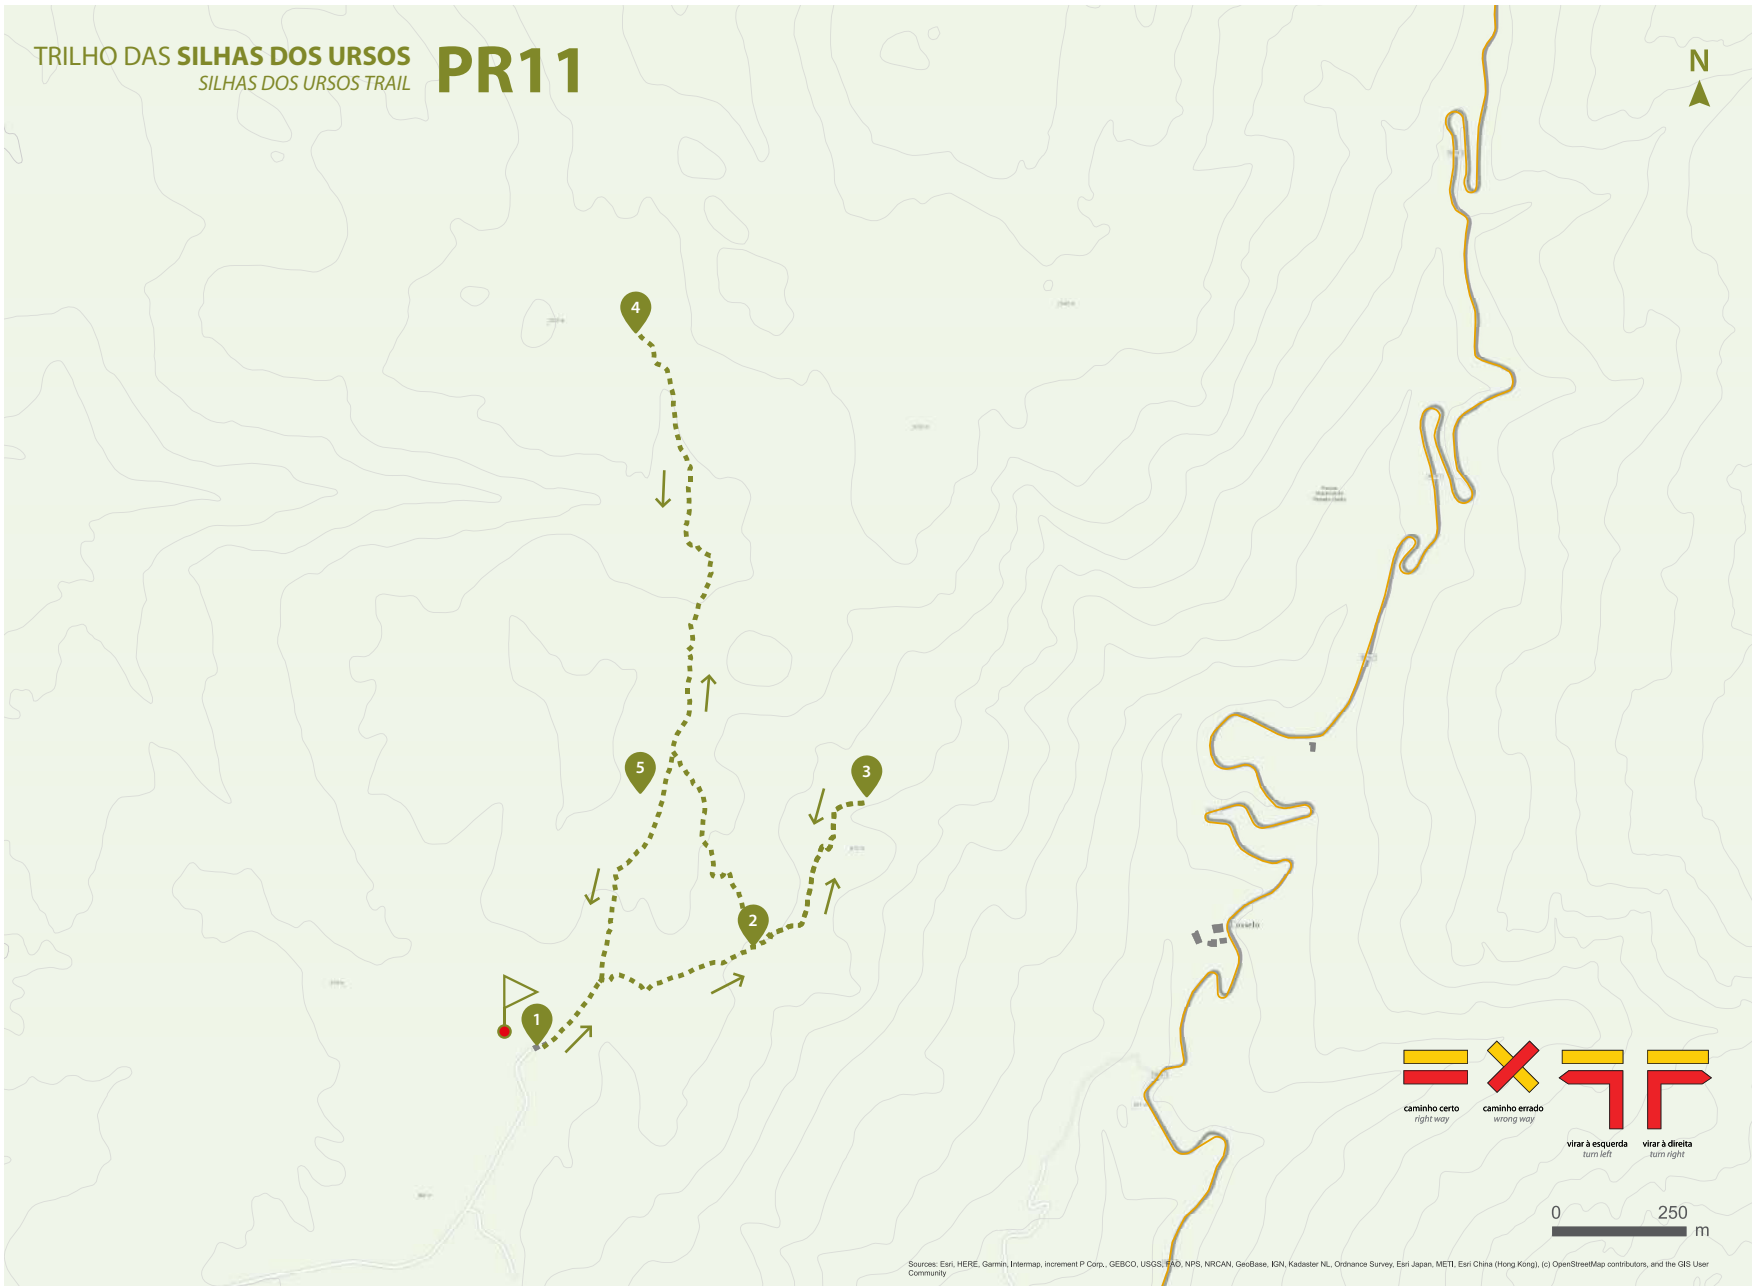 TRILHO DAS SILHAS DOS URSOS
SILHAS DOS URSOS TRAIL
PR11
N
4
5
3
2
1
caminho certo
right way
caminho errado
wrong way
virar à esquerda
turn left
virar à direita
turn right
0 250
m
Sources: Esri, HERE, Garmin, Intermap, increment P Corp., GEBCO, USGS, FAO, NPS, NRCAN, GeoBase, IGN, Kadaster NL, Ordnance Survey, Esri Japan, METI, Esri China (Hong Kong), (c) OpenStreetMap contributors, and the GIS User
Community